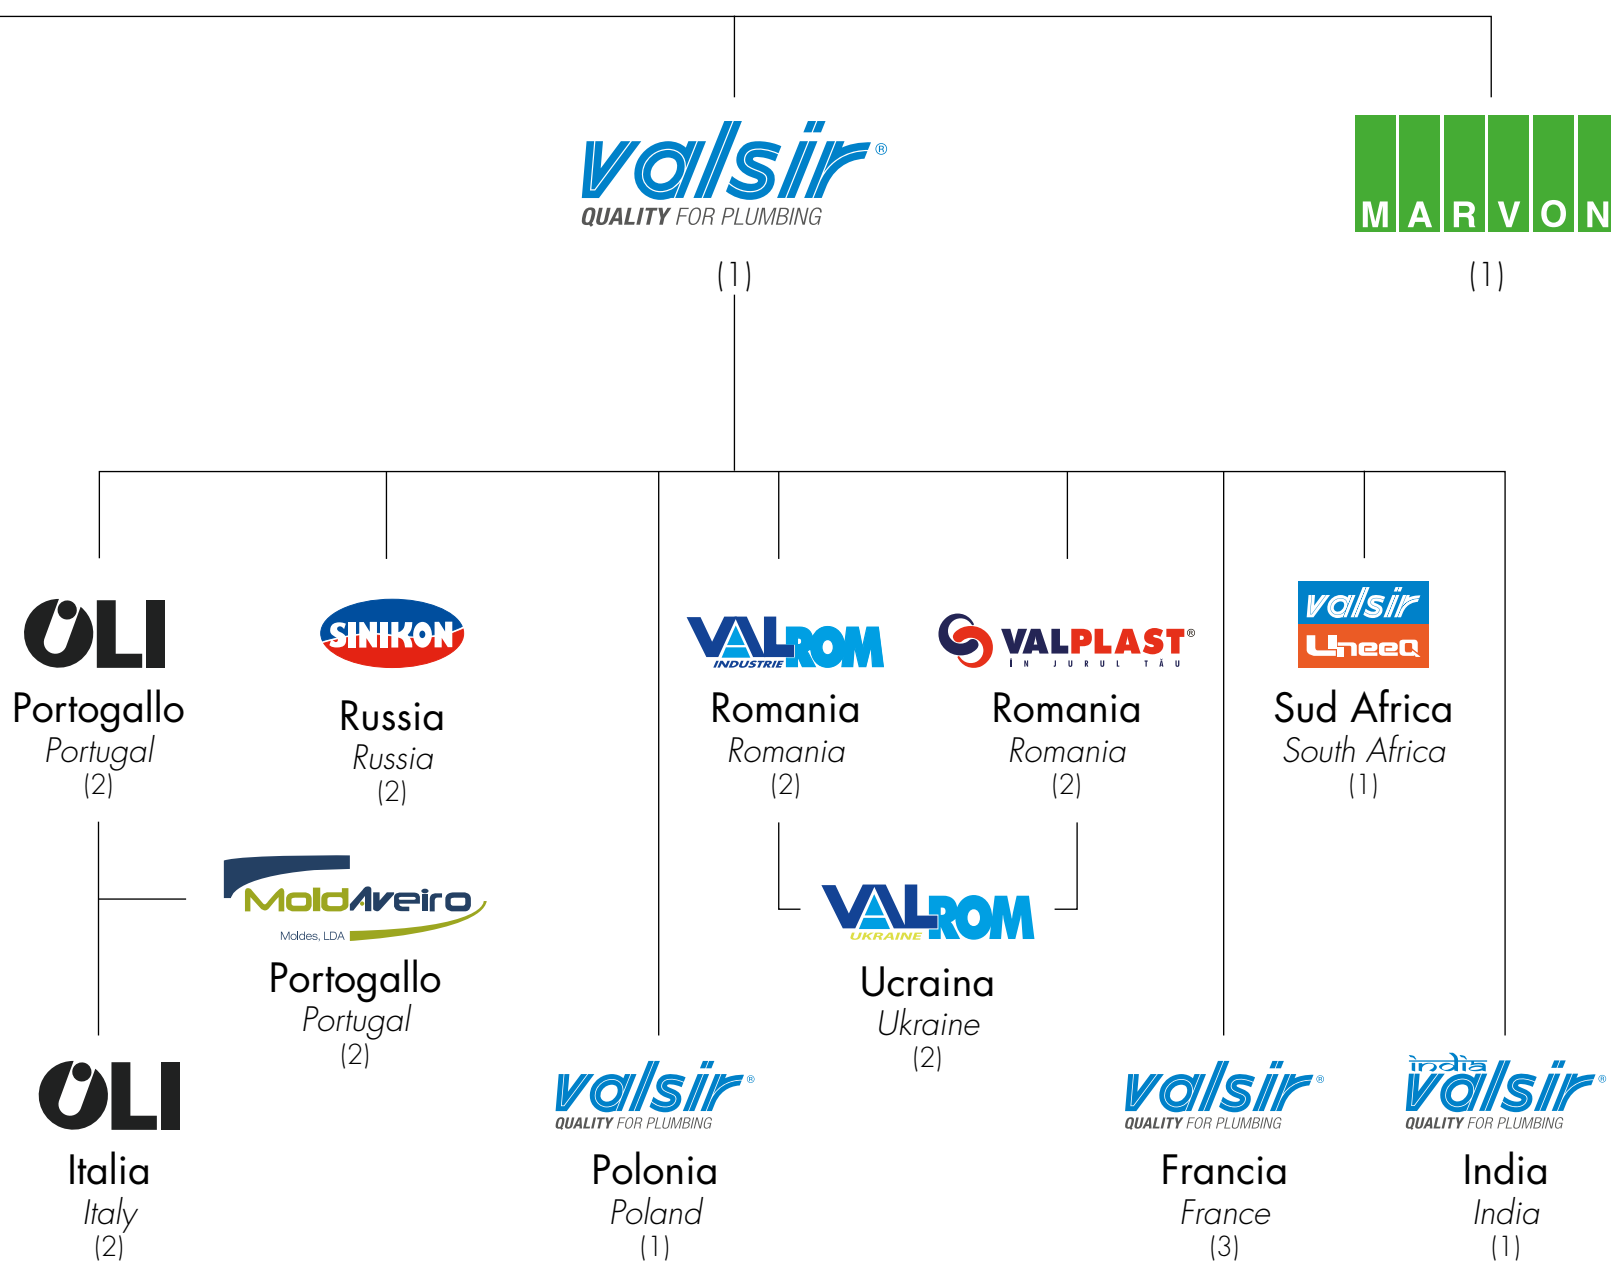 valsir®
QUALITY FOR PLUMBING
(1)
MARVON
(1)
OLI
Portogallo
Portugal
(2)
SINIKON
Russia
Russia
(2)
VALROM
INDUSTRIE
Romania
Romania
(2)
VALPLAST®
ÎN JURUL TĂU
Romania
Romania
(2)
valsir
UneeQ
Sud Africa
South Africa
(1)
MoldAveiro
Moldes, LDA
Portogallo
Portugal
(2)
VALROM
UKRAINE
Ucraina
Ukraine
(2)
OLI
Italia
Italy
(2)
valsir®
QUALITY FOR PLUMBING
Polonia
Poland
(1)
valsir®
QUALITY FOR PLUMBING
Francia
France
(3)
india
valsir®
QUALITY FOR PLUMBING
India
India
(1)